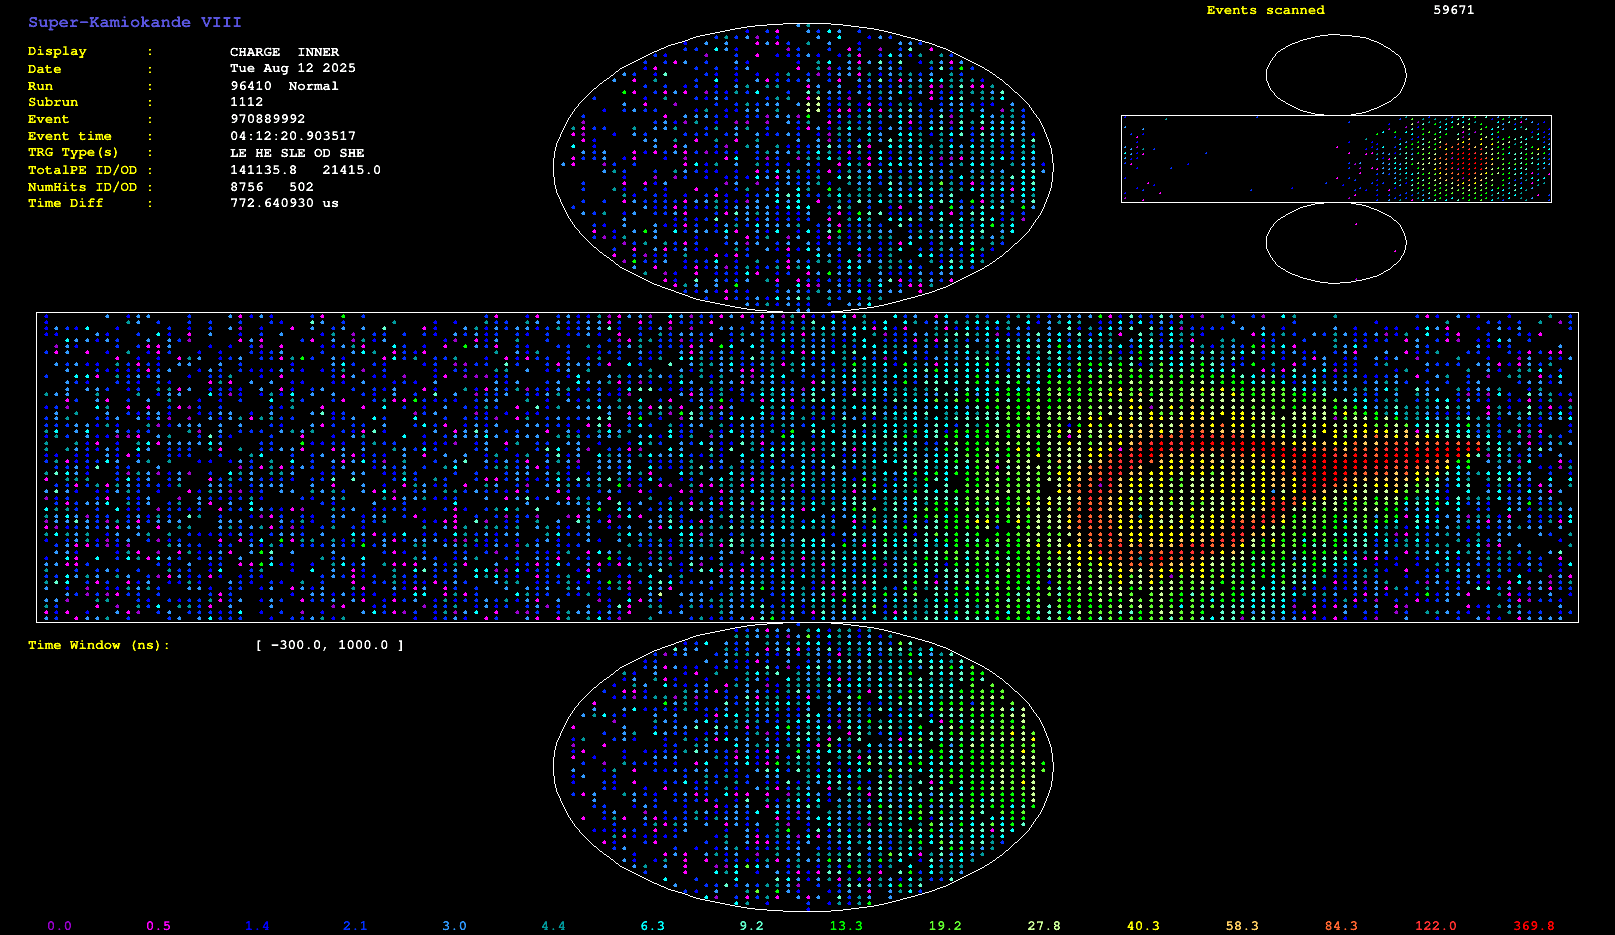 Super-Kamiokande VIII
Display : CHARGE INNER
Date : Tue Aug 12 2025
Run : 96410 Normal
Subrun : 1112
Event : 970889992
Event time : 04:12:20.903517
TRG Type(s) : LE HE SLE OD SHE
TotalPE ID/OD : 141135.8 21415.0
NumHits ID/OD : 8756 502
Time Diff : 772.640930 us
Events scanned 59671
Time Window (ns): [ -300.0, 1000.0 ]
0.0 0.5 1.4 2.1 3.0 4.4 6.3 9.2 13.3 19.2 27.8 40.3 58.3 84.3 122.0 369.8